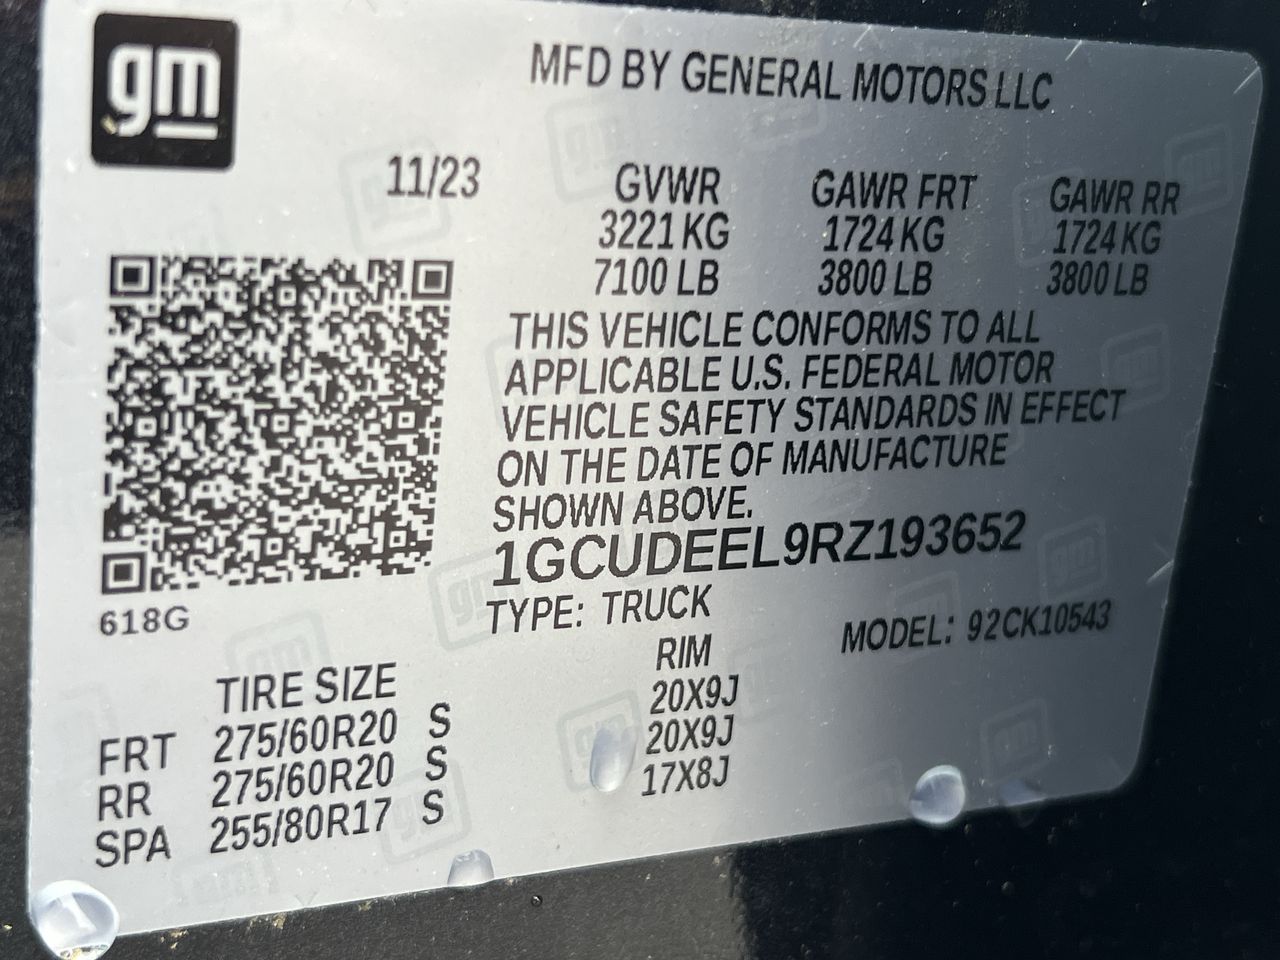 gm
MFD BY GENERAL MOTORS LLC
11/23 GVWR GAWR FRT GAWR RR
3221 KG 1724 KG 1724 KG
7100 LB 3800 LB 3800 LB
THIS VEHICLE CONFORMS TO ALL
APPLICABLE U.S. FEDERAL MOTOR
VEHICLE SAFETY STANDARDS IN EFFECT
ON THE DATE OF MANUFACTURE
SHOWN ABOVE.
1GCUDEEL9RZ193652
618G
TYPE: TRUCK MODEL: 92CK10543
TIRE SIZE RIM
FRT 275/60R20 S 20X9J
RR 275/60R20 S 20X9J
SPA 255/80R17 S 17X8J